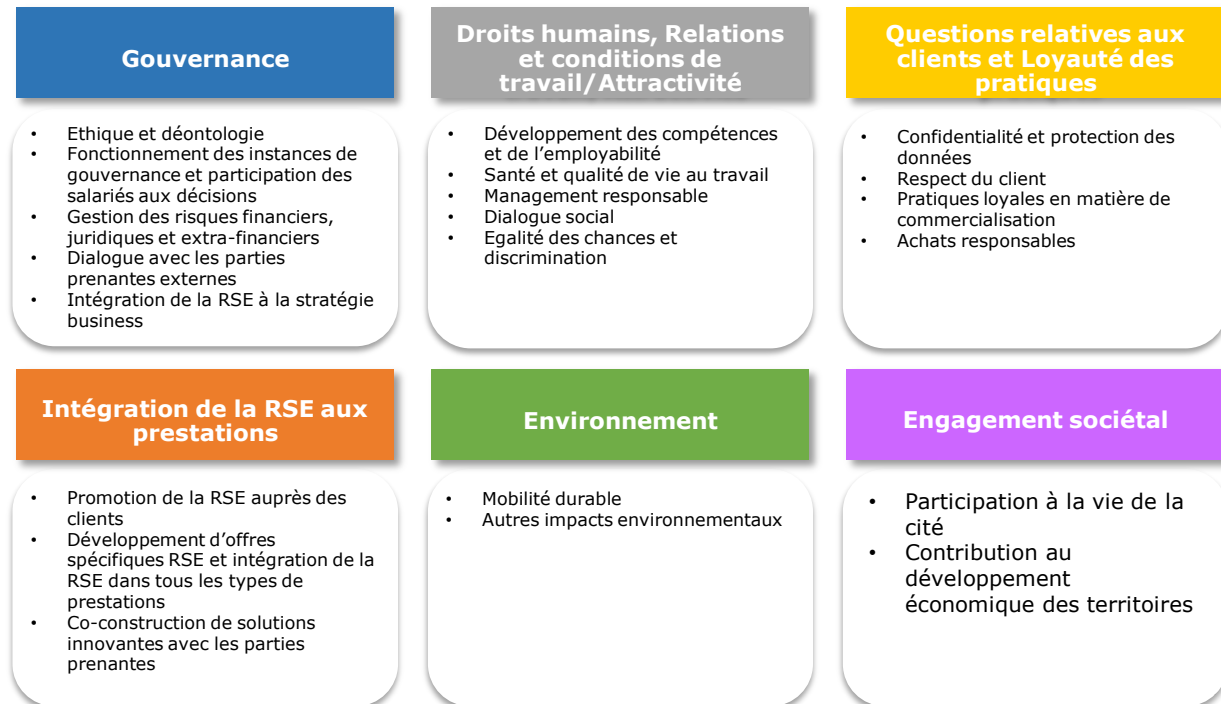 Gouvernance
• Ethique et déontologie
• Fonctionnement des instances de
gouvernance et participation des
salariés aux décisions
• Gestion des risques financiers,
juridiques et extra-financiers
• Dialogue avec les parties
prenantes externes
• Intégration de la RSE à la stratégie
business
Droits humains, Relations
et conditions de
travail/Attractivité
• Développement des compétences
et de l'employabilité
• Santé et qualité de vie au travail
• Management responsable
• Dialogue social
• Egalité des chances et
discrimination
Questions relatives aux
clients et Loyauté des
pratiques
• Confidentialité et protection des
données
• Respect du client
• Pratiques loyales en matière de
commercialisation
• Achats responsables
Intégration de la RSE aux
prestations
• Promotion de la RSE auprès des
clients
• Développement d'offres
spécifiques RSE et intégration de la
RSE dans tous les types de
prestations
• Co-construction de solutions
innovantes avec les parties
prenantes
Environnement
• Mobilité durable
• Autres impacts environnementaux
Engagement sociétal
• Participation à la vie de la
cité
• Contribution au
développement
économique des territoires